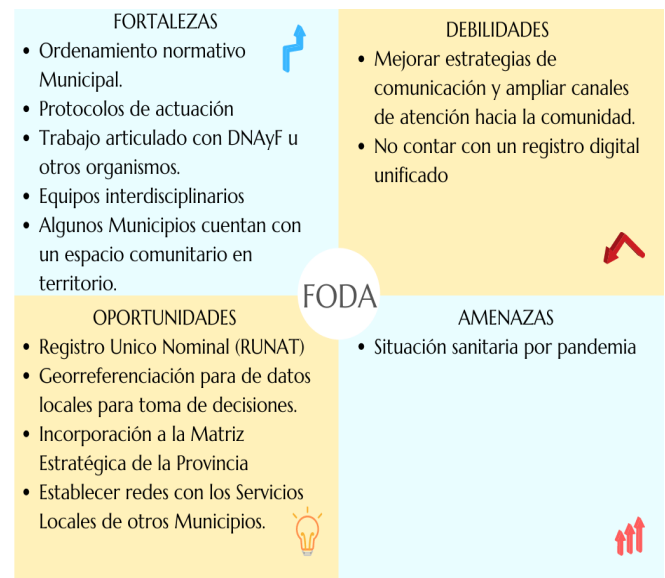 FORTALEZAS
• Ordenamiento normativo
Municipal.
• Protocolos de actuación
• Trabajo articulado con DNAyF u
otros organismos.
• Equipos interdisciplinarios
• Algunos Municipios cuentan con
un espacio comunitario en
territorio.
DEBILIDADES
• Mejorar estrategias de
comunicación y ampliar canales
de atención hacia la comunidad.
• No contar con un registro digital
unificado
FODA
OPORTUNIDADES
• Registro Unico Nominal (RUNAT)
• Georreferenciación para de datos
locales para toma de decisiones.
• Incorporación a la Matriz
Estratégica de la Provincia
• Establecer redes con los Servicios
Locales de otros Municipios.
AMENAZAS
• Situación sanitaria por pandemia